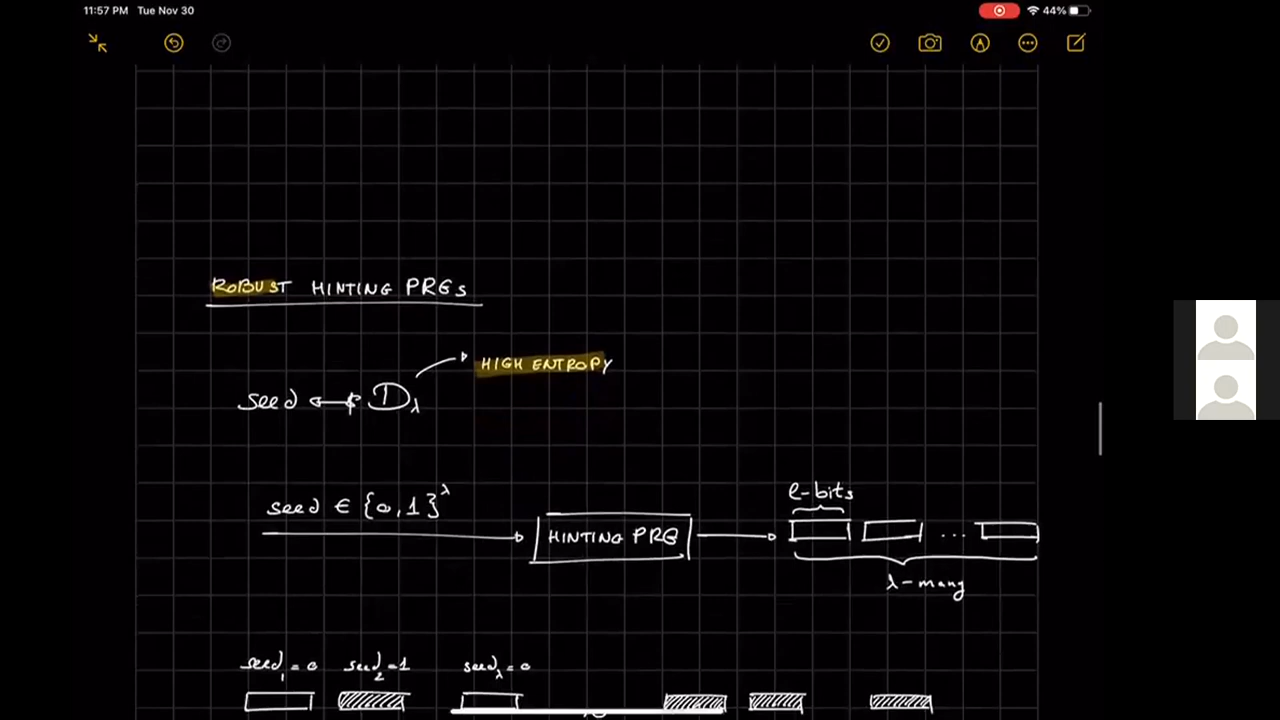 11:57 PM Tue Nov 30
44%
ROBUST HINTING PRGs
HIGH ENTROPY
seed ← D_λ
seed ∈ {0,1}^λ
HINTING PRG
ℓ-bits
...
λ-many
seed_1 = 0 seed_2 = 1 seed_λ = 0